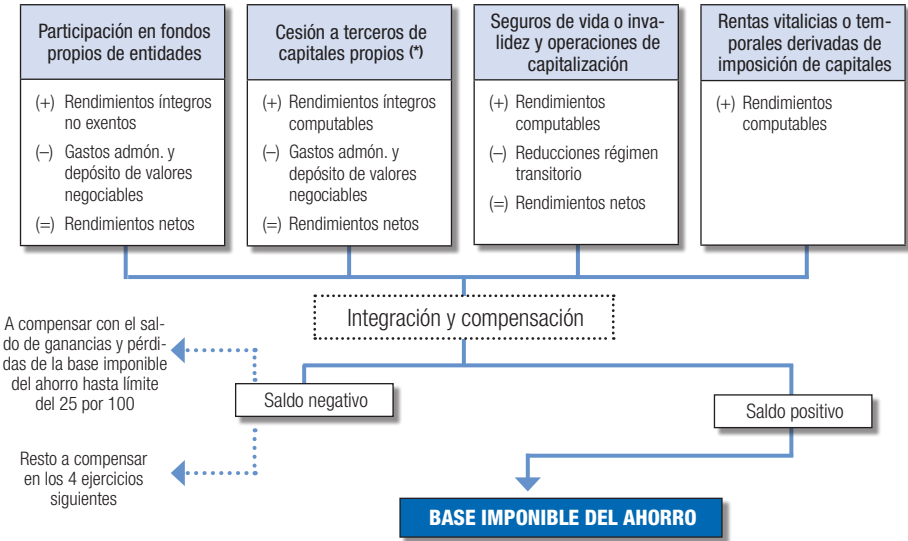 Participación en fondos
propios de entidades
(+) Rendimientos íntegros
no exentos
(–) Gastos admón. y
depósito de valores
negociables
(=) Rendimientos netos
Cesión a terceros de
capitales propios (*)
(+) Rendimientos íntegros
computables
(–) Gastos admón. y
depósito de valores
negociables
(=) Rendimientos netos
Seguros de vida o inva-
lidez y operaciones de
capitalización
(+) Rendimientos
computables
(–) Reducciones régimen
transitorio
(=) Rendimientos netos
Rentas vitalicias o tem-
porales derivadas de
imposición de capitales
(+) Rendimientos
computables
Integración y compensación
A compensar con el sal-
do de ganancias y pérdi-
das de la base imponible
del ahorro hasta límite
del 25 por 100
Saldo negativo
Saldo positivo
Resto a compensar
en los 4 ejercicios
siguientes
BASE IMPONIBLE DEL AHORRO